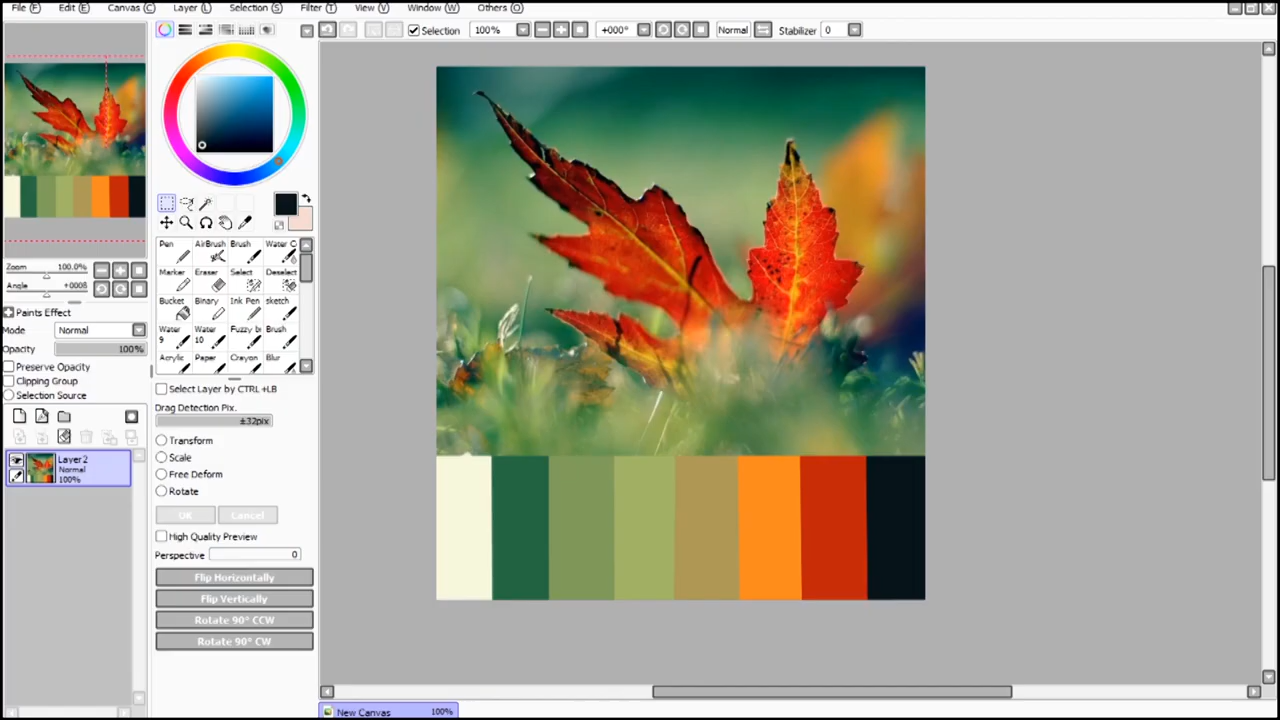 File (F) Edit (E) Canvas (C) Layer (L) Selection (S) Filter (T) View (V) Window (W) Others (O)
Selection 100% +000° Normal Stabilizer 0
Zoom 100.0%
Angle +000ß
Paints Effect
Mode Normal
Opacity 100%
Preserve Opacity
Clipping Group
Selection Source
Layer2
Normal
100%
Pen AirBrush Brush Water C
Marker Eraser Select Deselect
Bucket Binary Ink Pen sketch
Water 9 Water 10 Fuzzy bi Brush
Acrylic Paper Crayon Blur
Select Layer by CTRL +LB
Drag Detection Pix.
±32pix
Transform
Scale
Free Deform
Rotate
OK Cancel
High Quality Preview
Perspective 0
Flip Horizontally
Flip Vertically
Rotate 90° CCW
Rotate 90° CW
New Canvas 100%